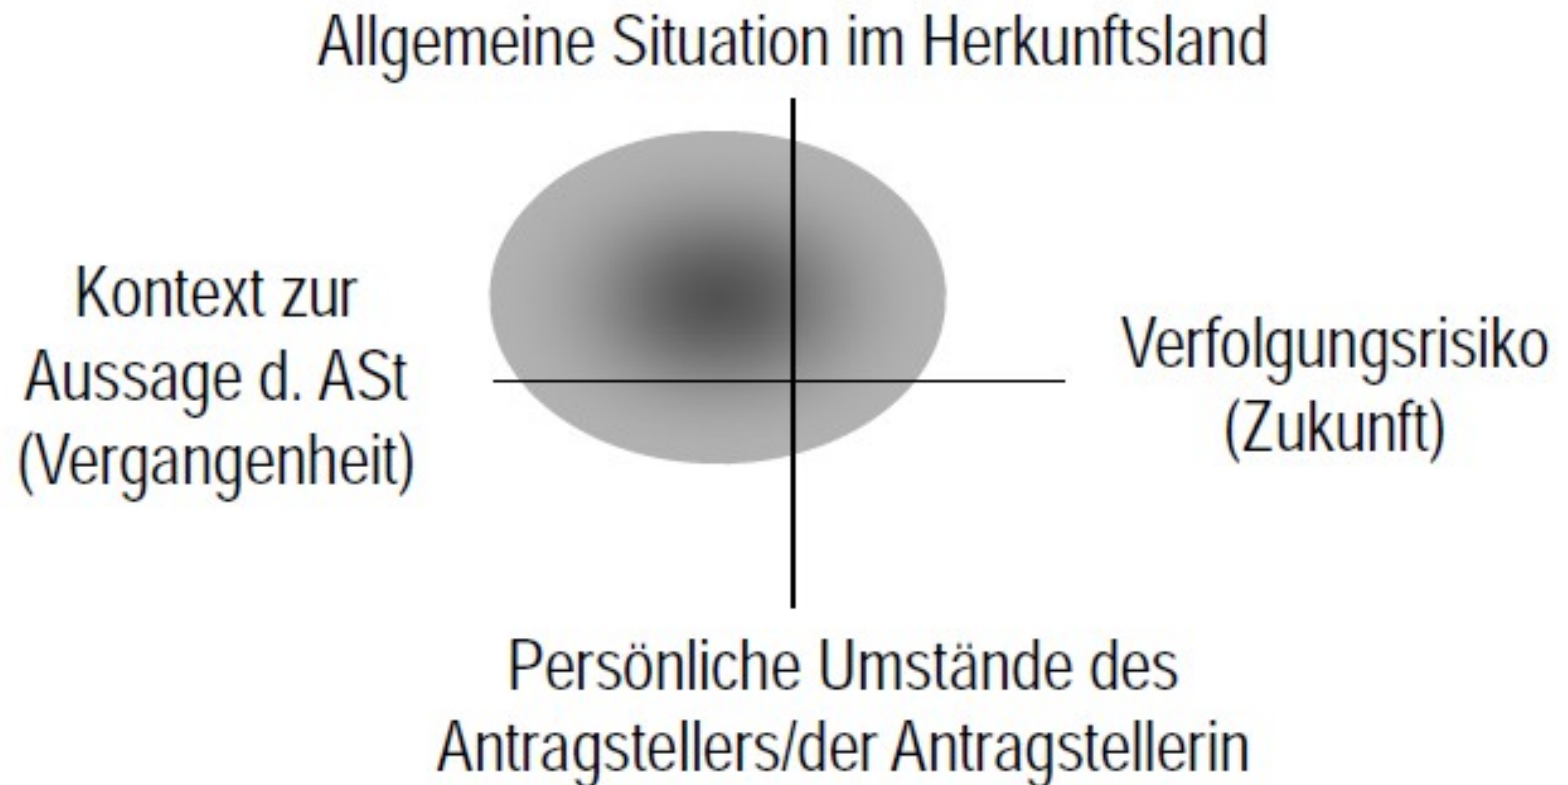 Allgemeine Situation im Herkunftsland
Kontext zur
Aussage d. ASt
(Vergangenheit)
Verfolgungsrisiko
(Zukunft)
Persönliche Umstände des
Antragstellers/der Antragstellerin